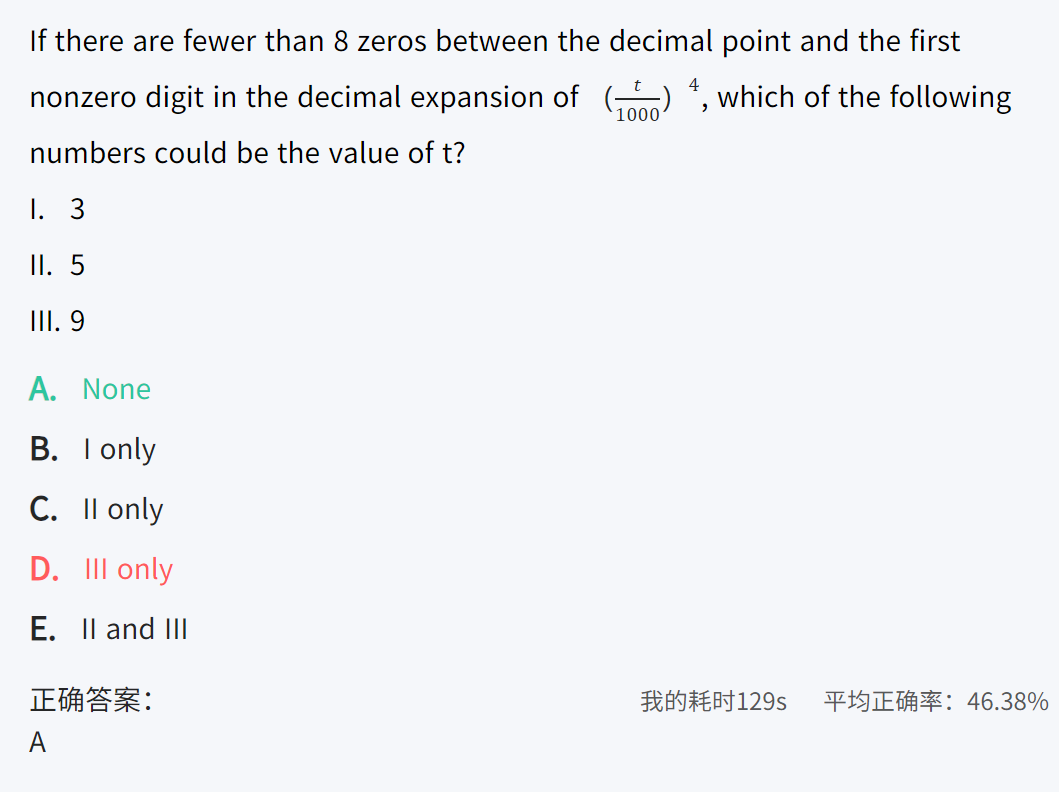 If there are fewer than 8 zeros between the decimal point and the first
nonzero digit in the decimal expansion of (t/1000)^4, which of the following
numbers could be the value of t?
I. 3
II. 5
III. 9
A. None
B. I only
C. II only
D. III only
E. II and III
正确答案： 我的耗时129s 平均正确率：46.38%
A